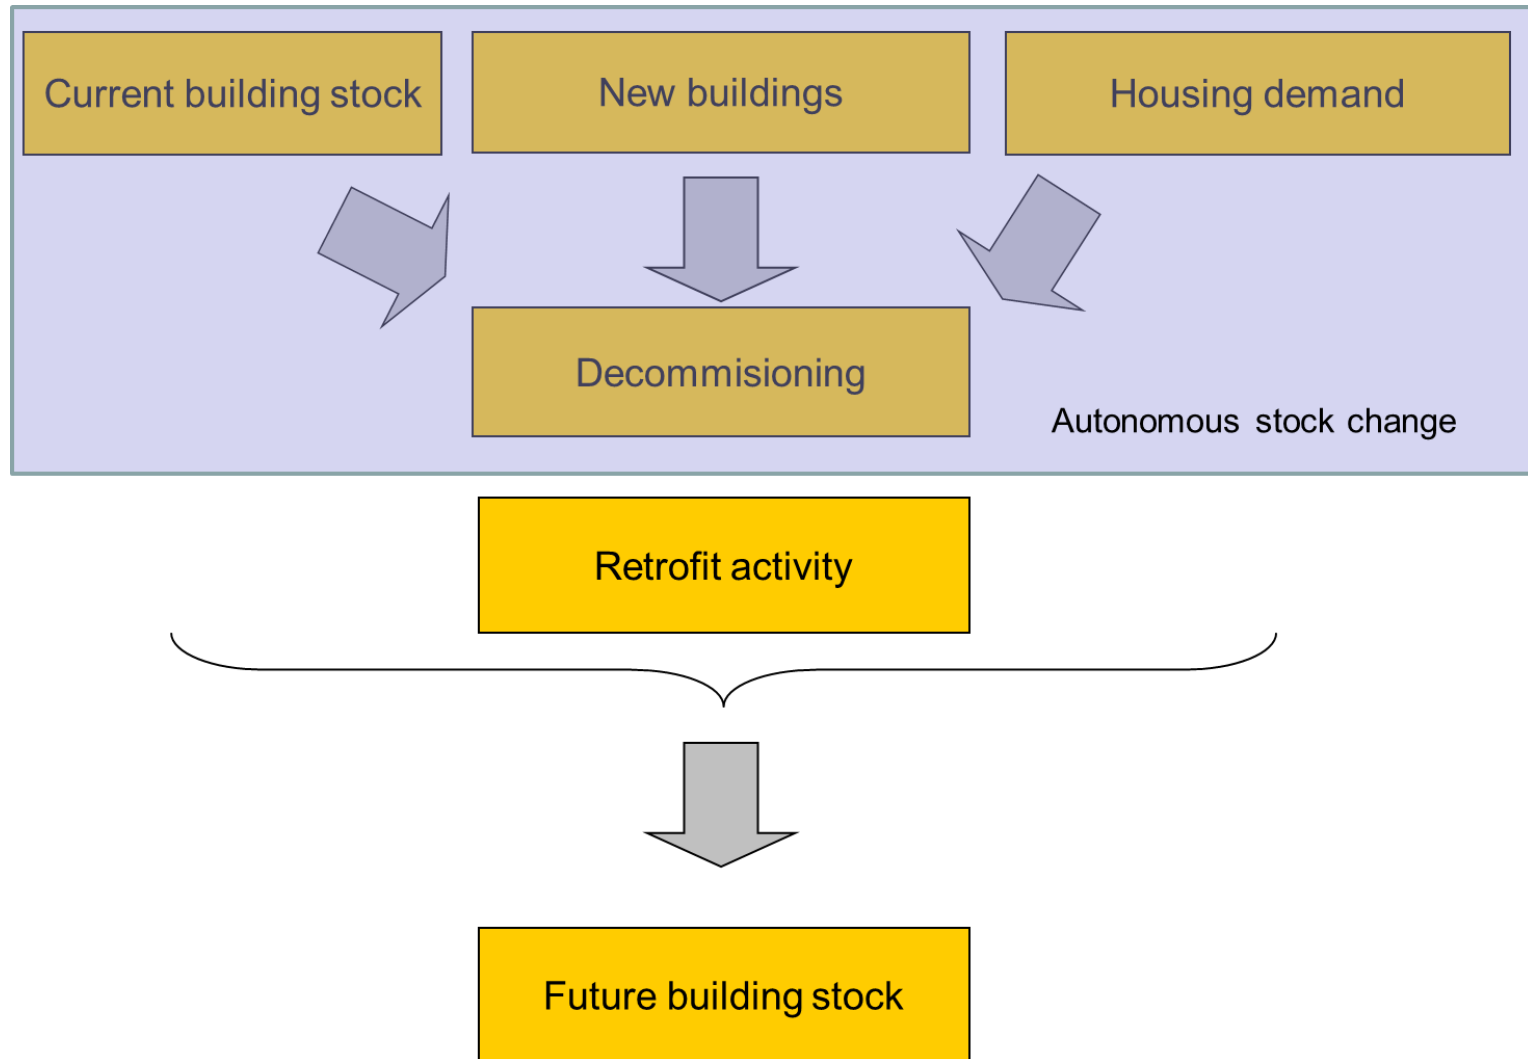 Current building stock
New buildings
Housing demand
Decommisioning
Autonomous stock change
Retrofit activity
Future building stock